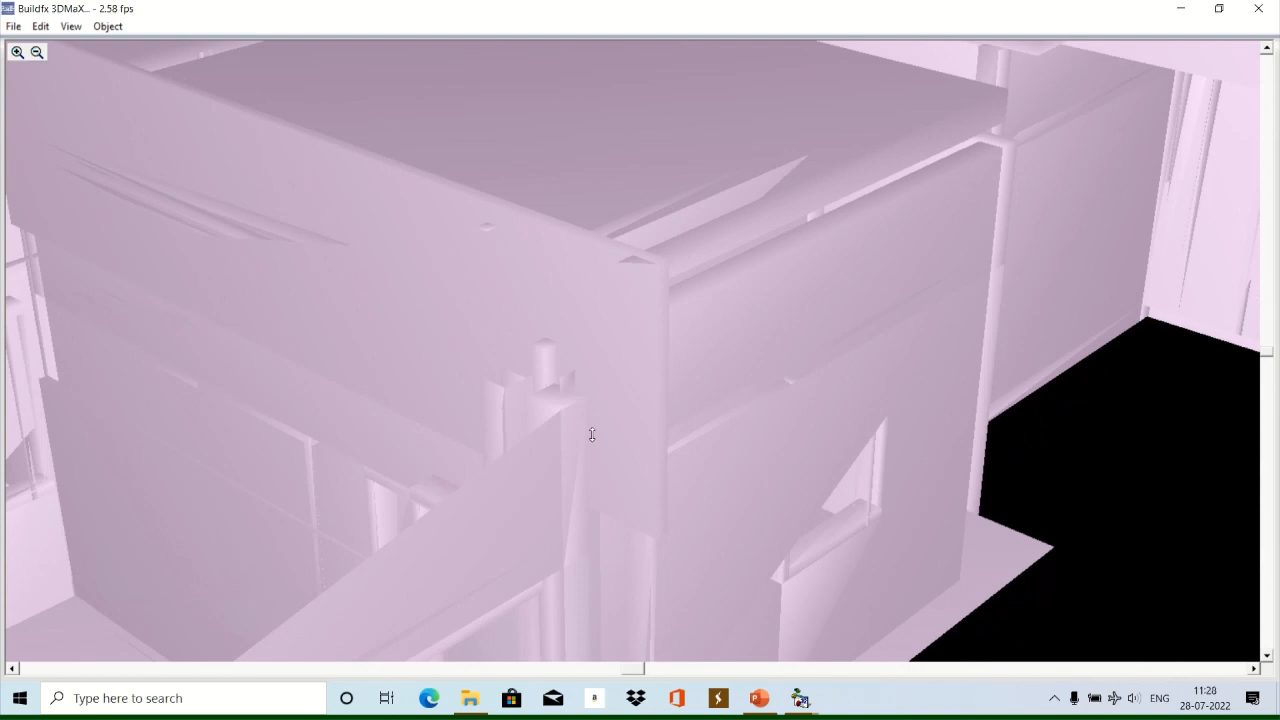 Buildfx 3DMaX... - 2.58 fps
File Edit View Object
Type here to search
a
ENG
11:28
28-07-2022